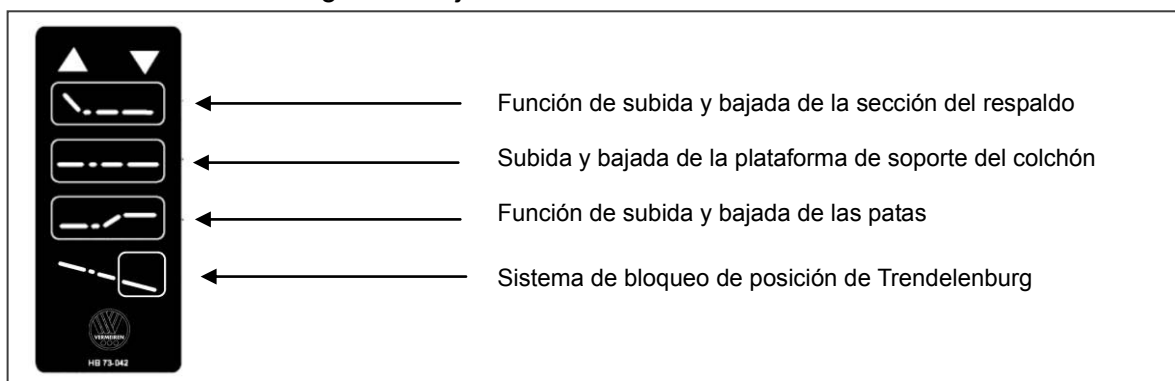 Función de subida y bajada de la sección del respaldo
Subida y bajada de la plataforma de soporte del colchón
Función de subida y bajada de las patas
Sistema de bloqueo de posición de Trendelenburg
VERMEIREN
HB 73-042